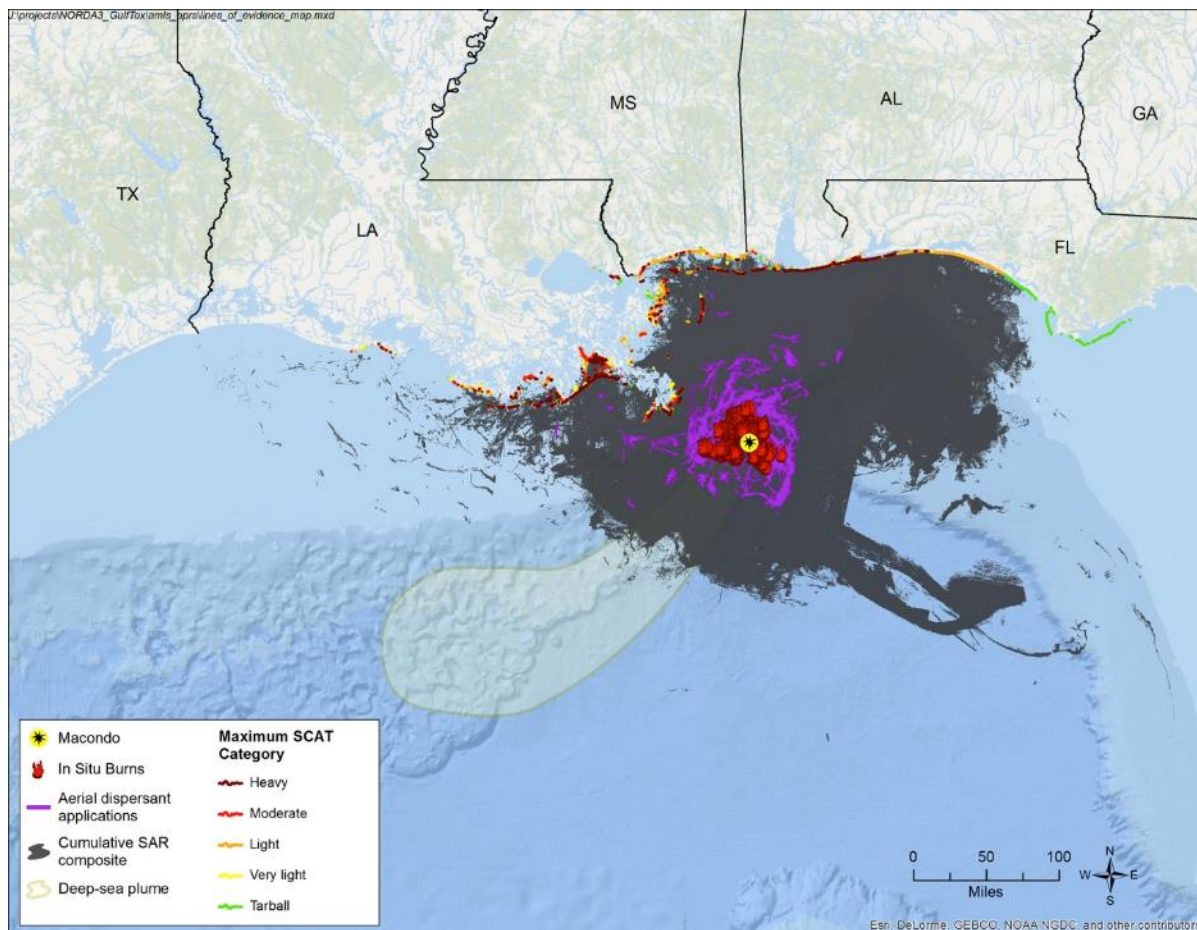 J:\projects\NORDA3_GulfTox\amls_aprs\lines_of_evidence_map.mxd
MS
AL
GA
TX
LA
FL
Macondo
In Situ Burns
Aerial dispersant
applications
Cumulative SAR
composite
Deep-sea plume
Maximum SCAT
Category
Heavy
Moderate
Light
Very light
Tarball
0 50 100
Miles
N
W E
S
Esri, DeLorme, GEBCO, NOAA NGDC, and other contributors